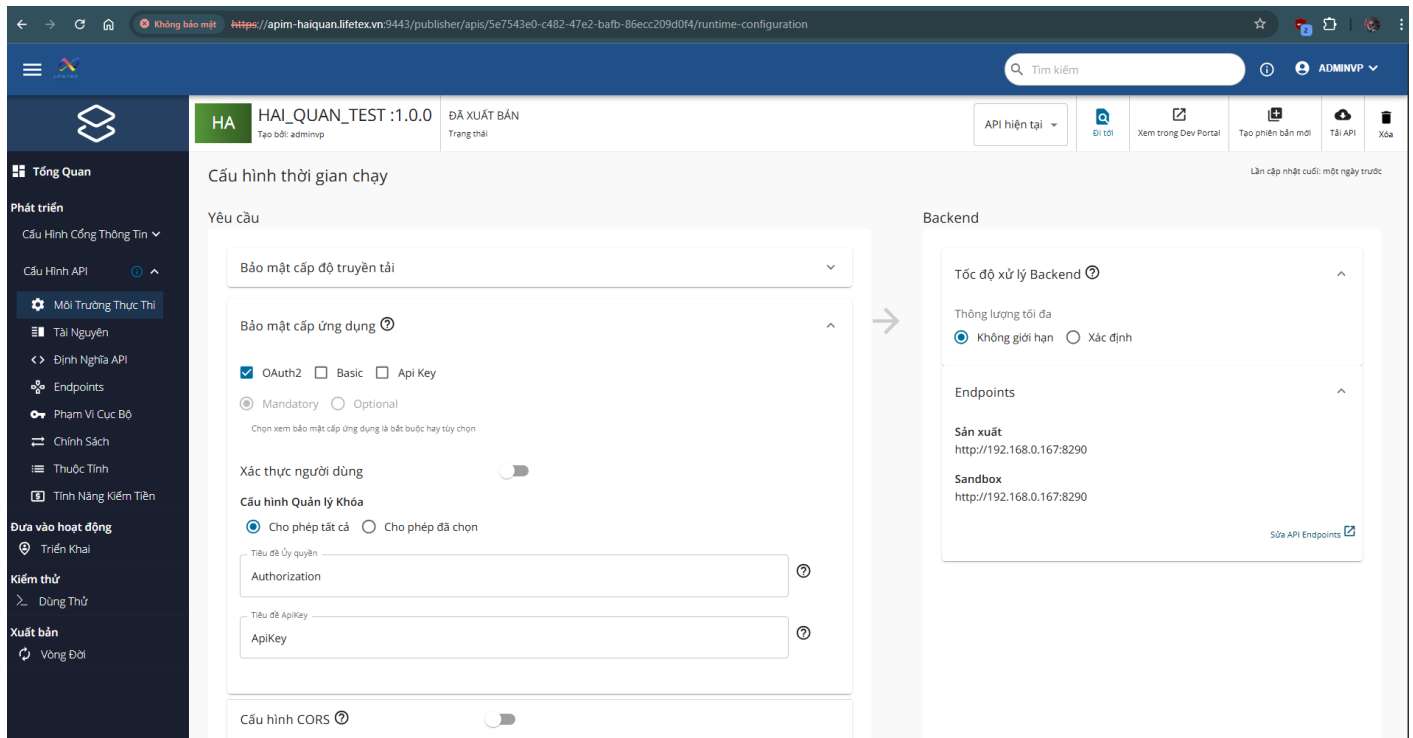 Không bảo mật https://apim-haiquan.lifetex.vn:9443/publisher/apis/5e7543e0-c482-47e2-bafb-86ecc209d0f4/runtime-configuration
2
LIFETEX
Tìm kiếm
ADMINVP
HA
HAI_QUAN_TEST :1.0.0
Tạo bởi: adminvp
ĐÃ XUẤT BẢN
Trạng thái
API hiện tại
Đi tới
Xem trong Dev Portal
Tạo phiên bản mới
Tải API
Xóa
Tổng Quan
Phát triển
Cấu Hình Cổng Thông Tin
Cấu Hình API
Môi Trường Thực Thi
Tài Nguyên
Định Nghĩa API
Endpoints
Phạm Vi Cục Bộ
Chính Sách
Thuộc Tính
Tính Năng Kiếm Tiền
Đưa vào hoạt động
Triển Khai
Kiểm thử
Dùng Thử
Xuất bản
Vòng Đời
Cấu hình thời gian chạy
Lần cập nhật cuối: một ngày trước
Yêu cầu
Bảo mật cấp độ truyền tải
Bảo mật cấp ứng dụng
OAuth2 Basic Api Key
Mandatory Optional
Chọn xem bảo mật cấp ứng dụng là bắt buộc hay tùy chọn
Xác thực người dùng
Cấu hình Quản lý Khóa
Cho phép tất cả Cho phép đã chọn
Tiêu đề Ủy quyền
Authorization
Tiêu đề ApiKey
ApiKey
Cấu hình CORS
Backend
Tốc độ xử lý Backend
Thông lượng tối đa
Không giới hạn Xác định
Endpoints
Sản xuất
http://192.168.0.167:8290
Sandbox
http://192.168.0.167:8290
Sửa API Endpoints